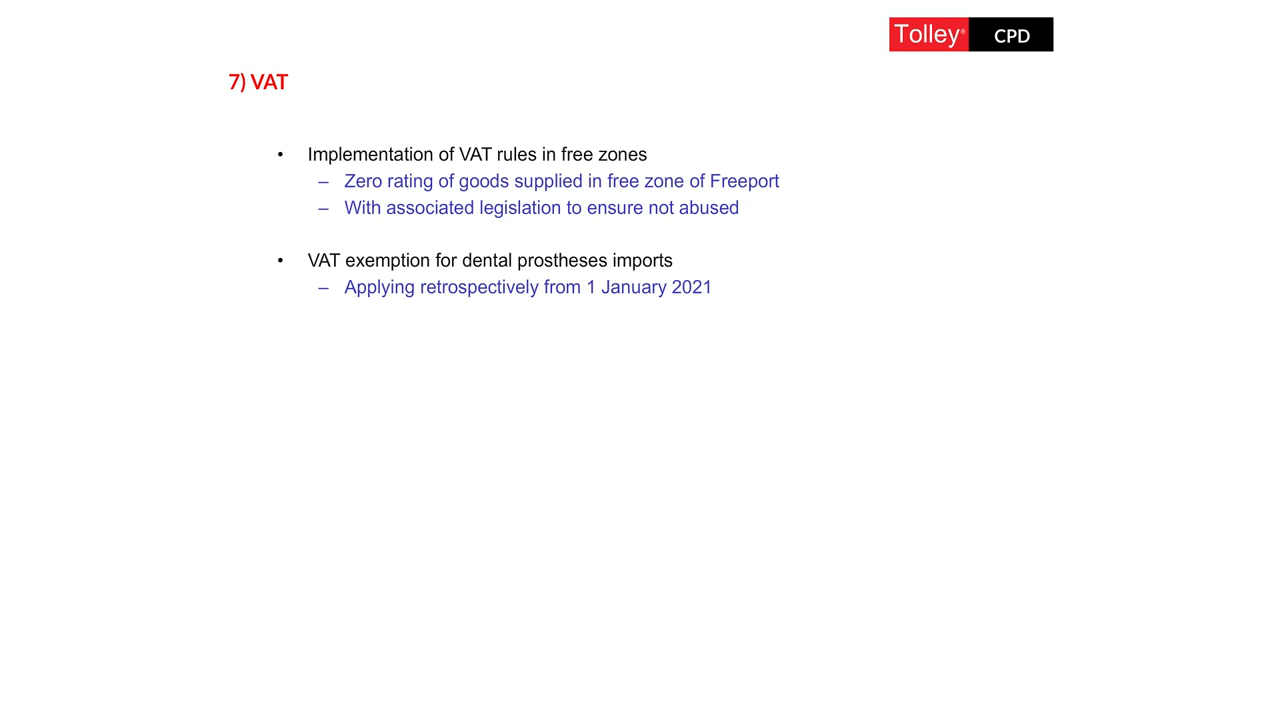 Tolley® CPD
7) VAT
• Implementation of VAT rules in free zones
– Zero rating of goods supplied in free zone of Freeport
– With associated legislation to ensure not abused
• VAT exemption for dental prostheses imports
– Applying retrospectively from 1 January 2021